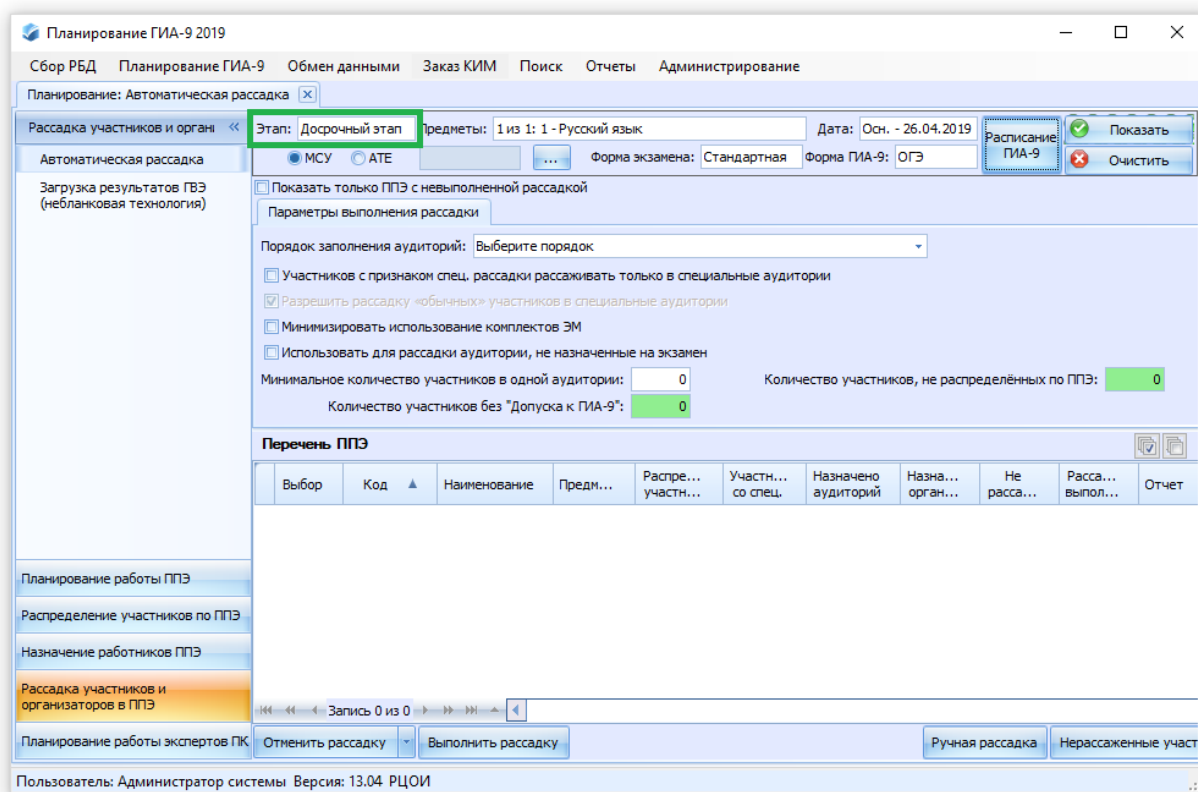 Планирование ГИА-9 2019
Сбор РБД Планирование ГИА-9 Обмен данными Заказ КИМ Поиск Отчеты Администрирование
Планирование: Автоматическая рассадка
Рассадка участников и органи
Этап: Досрочный этап Предметы: 1 из 1: 1 - Русский язык Дата: Осн. - 26.04.2019 Расписание ГИА-9 Показать
МСУ АТЕ ... Форма экзамена: Стандартная Форма ГИА-9: ОГЭ Очистить
Автоматическая рассадка
Загрузка результатов ГВЭ
(небланковая технология)
Показать только ППЭ с невыполненной рассадкой
Параметры выполнения рассадки
Порядок заполнения аудиторий: Выберите порядок
Участников с признаком спец. рассадки рассаживать только в специальные аудитории
Разрешить рассадку «обычных» участников в специальные аудитории
Минимизировать использование комплектов ЭМ
Использовать для рассадки аудитории, не назначенные на экзамен
Минимальное количество участников в одной аудитории: 0 Количество участников, не распределённых по ППЭ: 0
Количество участников без "Допуска к ГИА-9": 0
Перечень ППЭ
Выбор Код Наименование Предм... Распре... участн... Участн... со спец. Назначено аудиторий Назна... орган... Не расса... Расса... выпол... Отчет
Планирование работы ППЭ
Распределение участников по ППЭ
Назначение работников ППЭ
Рассадка участников и
организаторов в ППЭ
Планирование работы экспертов ПК
Запись 0 из 0
Отменить рассадку Выполнить рассадку Ручная рассадка Нерассаженные участ
Пользователь: Администратор системы Версия: 13.04 РЦОИ